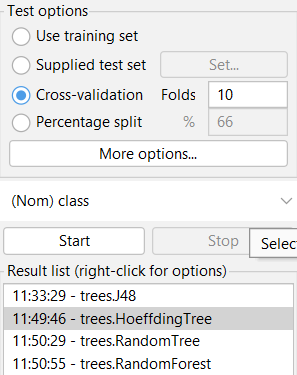 Test options
Use training set
Supplied test set Set...
Cross-validation Folds 10
Percentage split % 66
More options...
(Nom) class
Start Stop Selec
Result list (right-click for options)
11:33:29 - trees.J48
11:49:46 - trees.HoeffdingTree
11:50:29 - trees.RandomTree
11:50:55 - trees.RandomForest